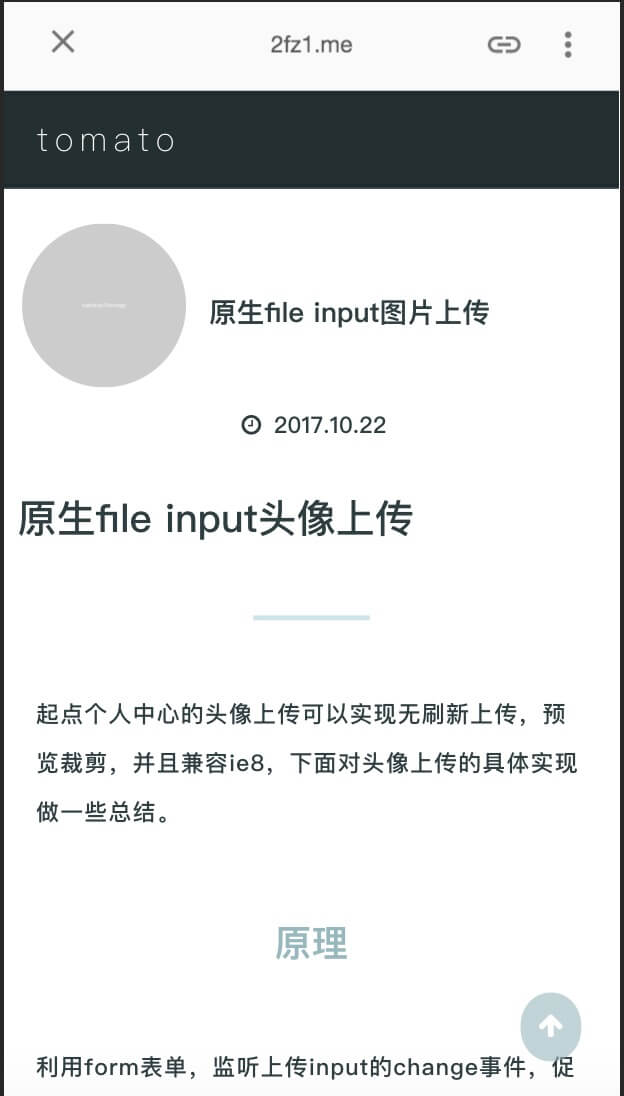 2fz1.me
tomato
原生file input图片上传
2017.10.22
原生file input头像上传
起点个人中心的头像上传可以实现无刷新上传，预
览裁剪，并且兼容ie8，下面对头像上传的具体实现
做一些总结。
原理
利用form表单，监听上传input的change事件，促